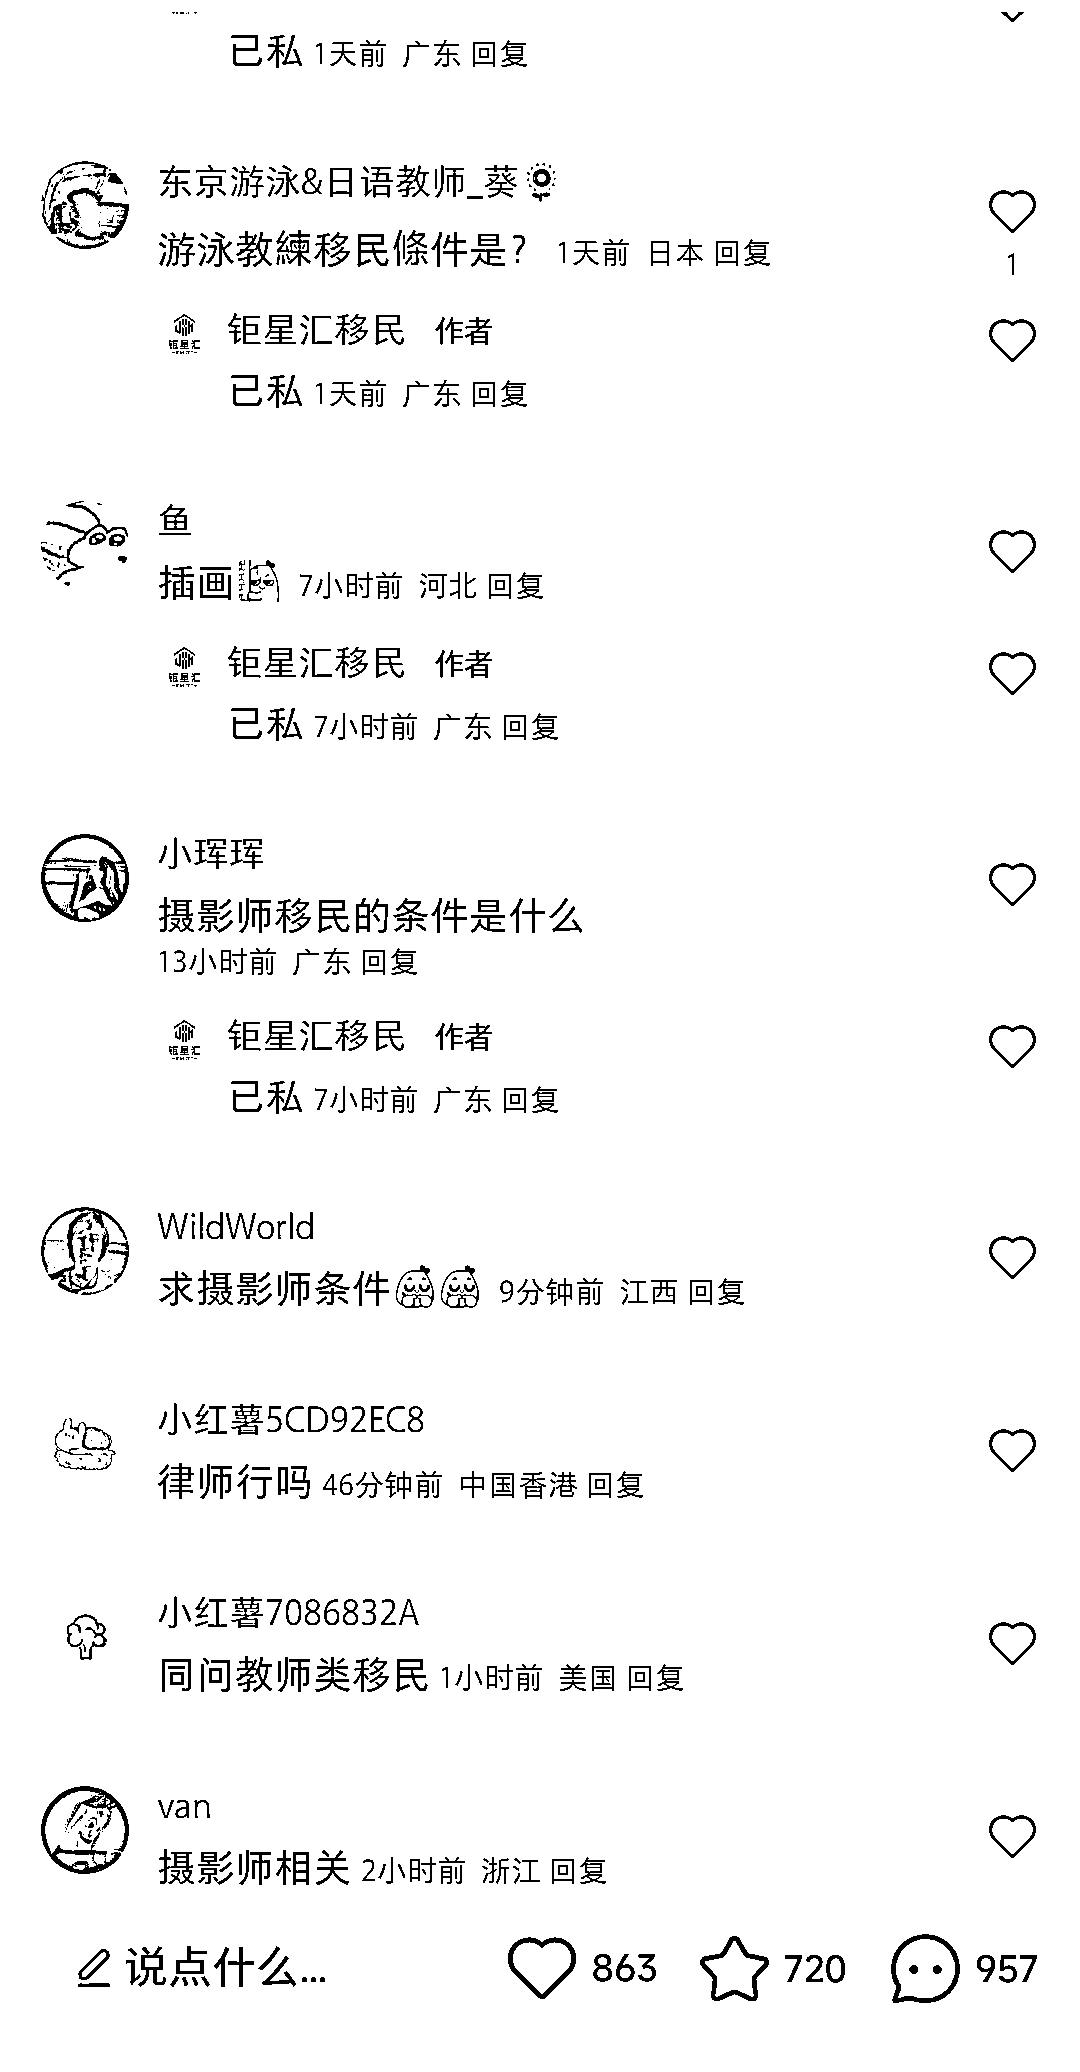 已私 1天前 广东 回复
东京游泳&日语教师_葵
游泳教練移民條件是? 1天前 日本 回复
1
钜星汇
钜星汇移民 作者
已私 1天前 广东 回复
鱼
插画 7小时前 河北 回复
钜星汇
钜星汇移民 作者
已私 7小时前 广东 回复
小珲珲
摄影师移民的条件是什么
13小时前 广东 回复
钜星汇
钜星汇移民 作者
已私 7小时前 广东 回复
WildWorld
求摄影师条件 9分钟前 江西 回复
小红薯5CD92EC8
律师行吗 46分钟前 中国香港 回复
小红薯7086832A
同问教师类移民 1小时前 美国 回复
van
摄影师相关 2小时前 浙江 回复
说点什么... 863 720 957